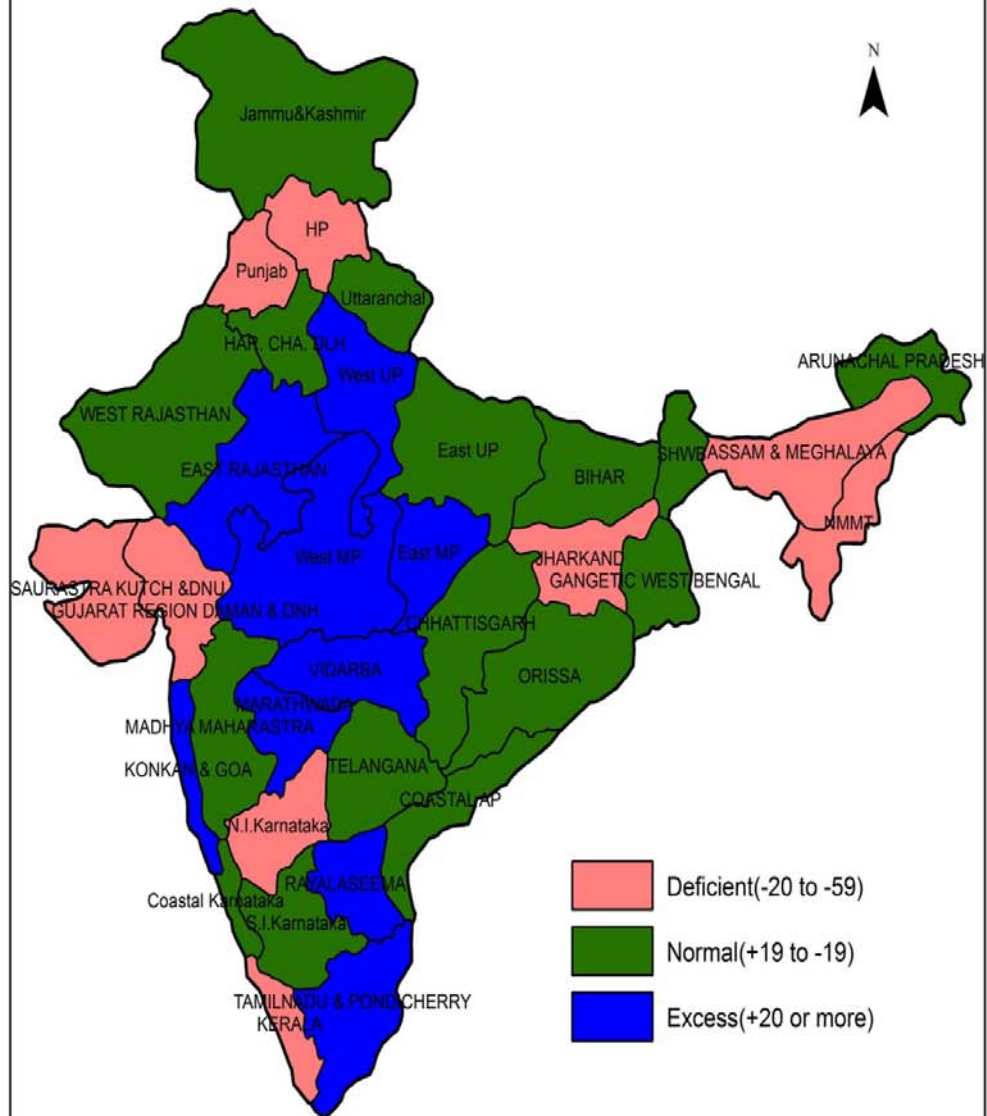 N
Jammu&Kashmir
HP
Punjab
Uttaranchal
HAR. CHA. DLH.
West UP
ARUNACHAL PRADESH
WEST RAJASTHAN
East UP
SHWB
ASSAM & MEGHALAYA
EAST RAJASTHAN
BIHAR
NMMT
West MP
East MP
JHARKAND
GANGETIC WEST BENGAL
SAURASTRA KUTCH &DNU
GUJARAT REGION DAMAN & DNH
CHHATTISGARH
VIDARBA
ORISSA
MARATHWADA
MADHYA MAHARASTRA
KONKAN & GOA
TELANGANA
COASTAL AP
N.I.Karnataka
RAYALASEEMA
Coastal Karnataka
S.I.Karnataka
TAMILNADU & PONDICHERRY
KERALA
Deficient(-20 to -59)
Normal(+19 to -19)
Excess(+20 or more)